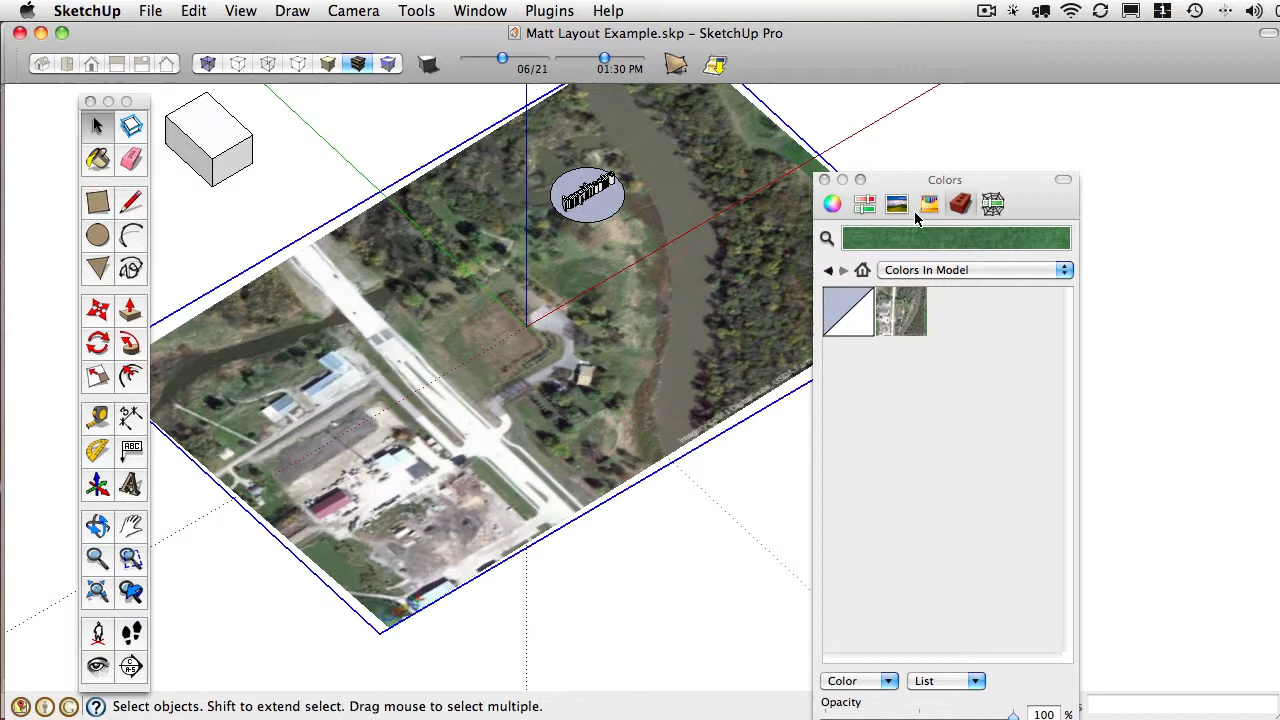 SketchUp File Edit View Draw Camera Tools Window Plugins Help
Matt Layout Example.skp – SketchUp Pro
06/21 01:30 PM
Colors
Colors In Model
ABC
A
Color List
Opacity
100 %
Select objects. Shift to extend select. Drag mouse to select multiple.